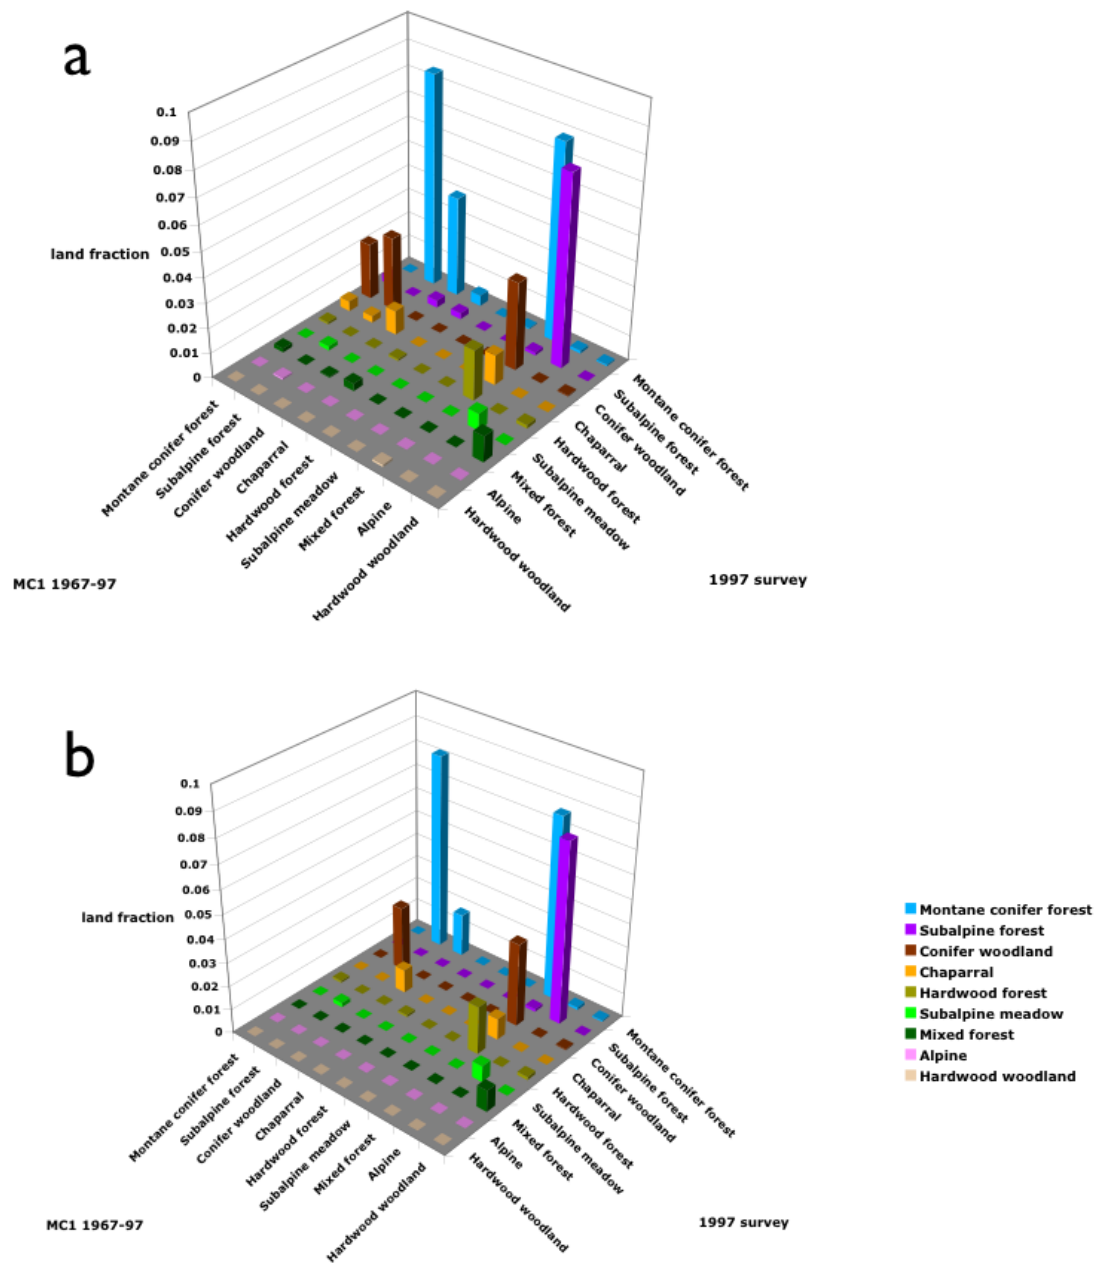 a
0.1
0.09
0.08
0.07
0.06
0.05
0.04
0.03
0.02
0.01
0
land fraction
Montane conifer forest
Subalpine forest
Conifer woodland
Chaparral
Hardwood forest
Subalpine meadow
Mixed forest
Alpine
Hardwood woodland
MC1 1967-97
Montane conifer forest
Subalpine forest
Conifer woodland
Chaparral
Hardwood forest
Subalpine meadow
Mixed forest
Alpine
Hardwood woodland
1997 survey
b
0.1
0.09
0.08
0.07
0.06
0.05
0.04
0.03
0.02
0.01
0
land fraction
Montane conifer forest
Subalpine forest
Conifer woodland
Chaparral
Hardwood forest
Subalpine meadow
Mixed forest
Alpine
Hardwood woodland
MC1 1967-97
Montane conifer forest
Subalpine forest
Conifer woodland
Chaparral
Hardwood forest
Subalpine meadow
Mixed forest
Alpine
Hardwood woodland
1997 survey
Montane conifer forest
Subalpine forest
Conifer woodland
Chaparral
Hardwood forest
Subalpine meadow
Mixed forest
Alpine
Hardwood woodland